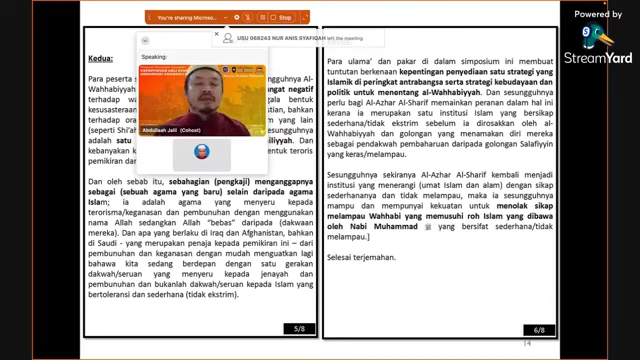 You're sharing Microso...
Stop
Powered by
StreamYard
USU 068243 NUR ANIS SYAFIQAH left the meeting
Speaking:
Abdullaah Jalil (Cohost)
Kedua:
Para peserta s
ngguhnya Al-
Wahhabiyyah
ngat negatif
terhadap wa
gala bentuk
kesusasteraan
stian, bahkan
terhadap ora
m yang lain
(seperti Shi'ah
esungguhnya
adalah satu
iliyyah. Dan
kebanyakan k
ntuk teroris
pemikiran da
Dan oleh sebab itu, sebahagian (pengkaji) menganggapnya
sebagai (sebuah agama yang baru) selain daripada agama
Islam; ia adalah agama yang menyeru kepada
terorisma/keganasan dan pembunuhan dengan menggunakan
nama Allah sedangkan Allah "bebas" daripada (dakwaan
mereka). Dan apa yang berlaku di Iraq dan Afghanistan, bahkan
di Saudi - yang merupakan penaja kepada pemikiran ini – dari
pembunuhan dan keganasan dengan mudah menguatkan lagi
bahawa kita sedang berdepan dengan satu gerakan
dakwah/seruan yang menyeru kepada jenayah dan
pembunuhan dan bukanlah dakwah kepada Islam yang
bertoleransi dan sederhana (tidak ekstrim).
5/8
Para ulama' dan pakar di dalam simposium ini membuat
tuntutan berkenaan kepentingan penyediaan satu strategi yang
Islamik di peringkat antrabangsa serta strategi kebudayaan dan
politik untuk menentang al-Wahhabiyyah. Dan sesungguhnya
perlu bagi Al-Azhar Al-Sharif memainkan peranan dalam hal ini
kerana ia merupakan satu institusi Islam yang bersikap
sederhana/tidak ekstrim sebelum ia dirosakkan oleh al-
Wahhabiyyah dan golongan yang menamakan diri mereka
sebagai pendakwah pembaharuan daripada golongan Salafiyyin
yang keras/melampau.
Sesungguhnya sekiranya Al-Azhar Al-Sharif kembali menjadi
institusi yang menerangi (umat Islam dan alam) dengan sikap
sederhananya dan tidak melampau, maka ia sesungguhnya
mampu dan mempunyai kekuatan untuk menolak sikap
melampau Wahhabi yang memusuhi roh Islam yang dibawa
oleh Nabi Muhammad ﷺ yang bersifat sederhana/tidak
melampau.]
Selesai terjemahan.
6/8
14